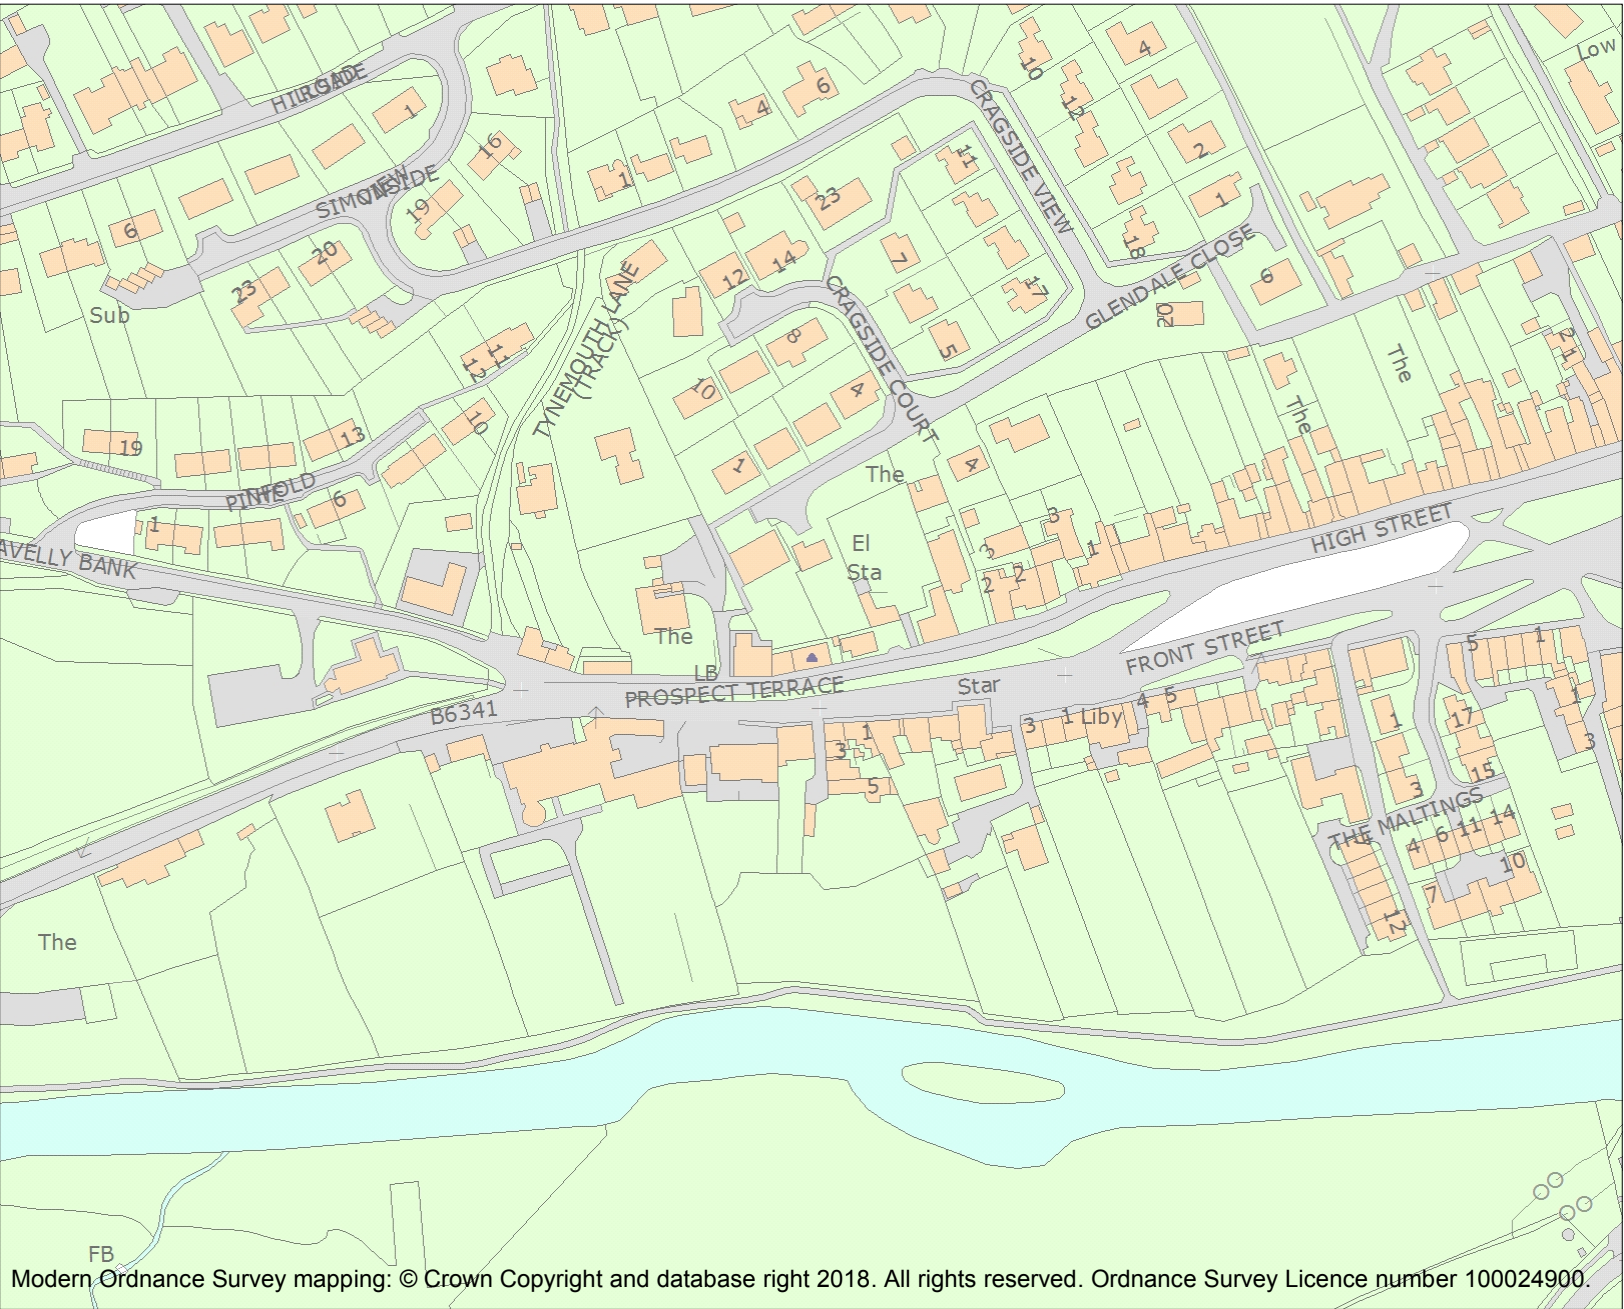 Low
HILLSIDE
ROAD
10
4
12
6
4
1
16
11
2
1
SIMONSIDE
VIEW
CRAGSIDE VIEW
19
1
23
18
6
20
12
14
7
GLENDALE CLOSE
6
23
17
Sub
TYNEMOUTH LANE
(TRACK)
CRAGSIDE COURT
20
8
5
2
1
11
12
The
10
4
The
10
19
13
1
4
The
PINFOLD
THE
6
1
3
HIGH STREET
AVELLY BANK
El
Sta
3
1
2
2
The
FRONT STREET
5
1
LB
PROSPECT TERRACE
Star
B6341
4
5
1
3
1
Liby
1
17
1
3
3
5
15
3
THE MALTINGS
14
11
6
4
10
7
12
The
FB
Modern Ordnance Survey mapping: © Crown Copyright and database right 2018. All rights reserved. Ordnance Survey Licence number 100024900.